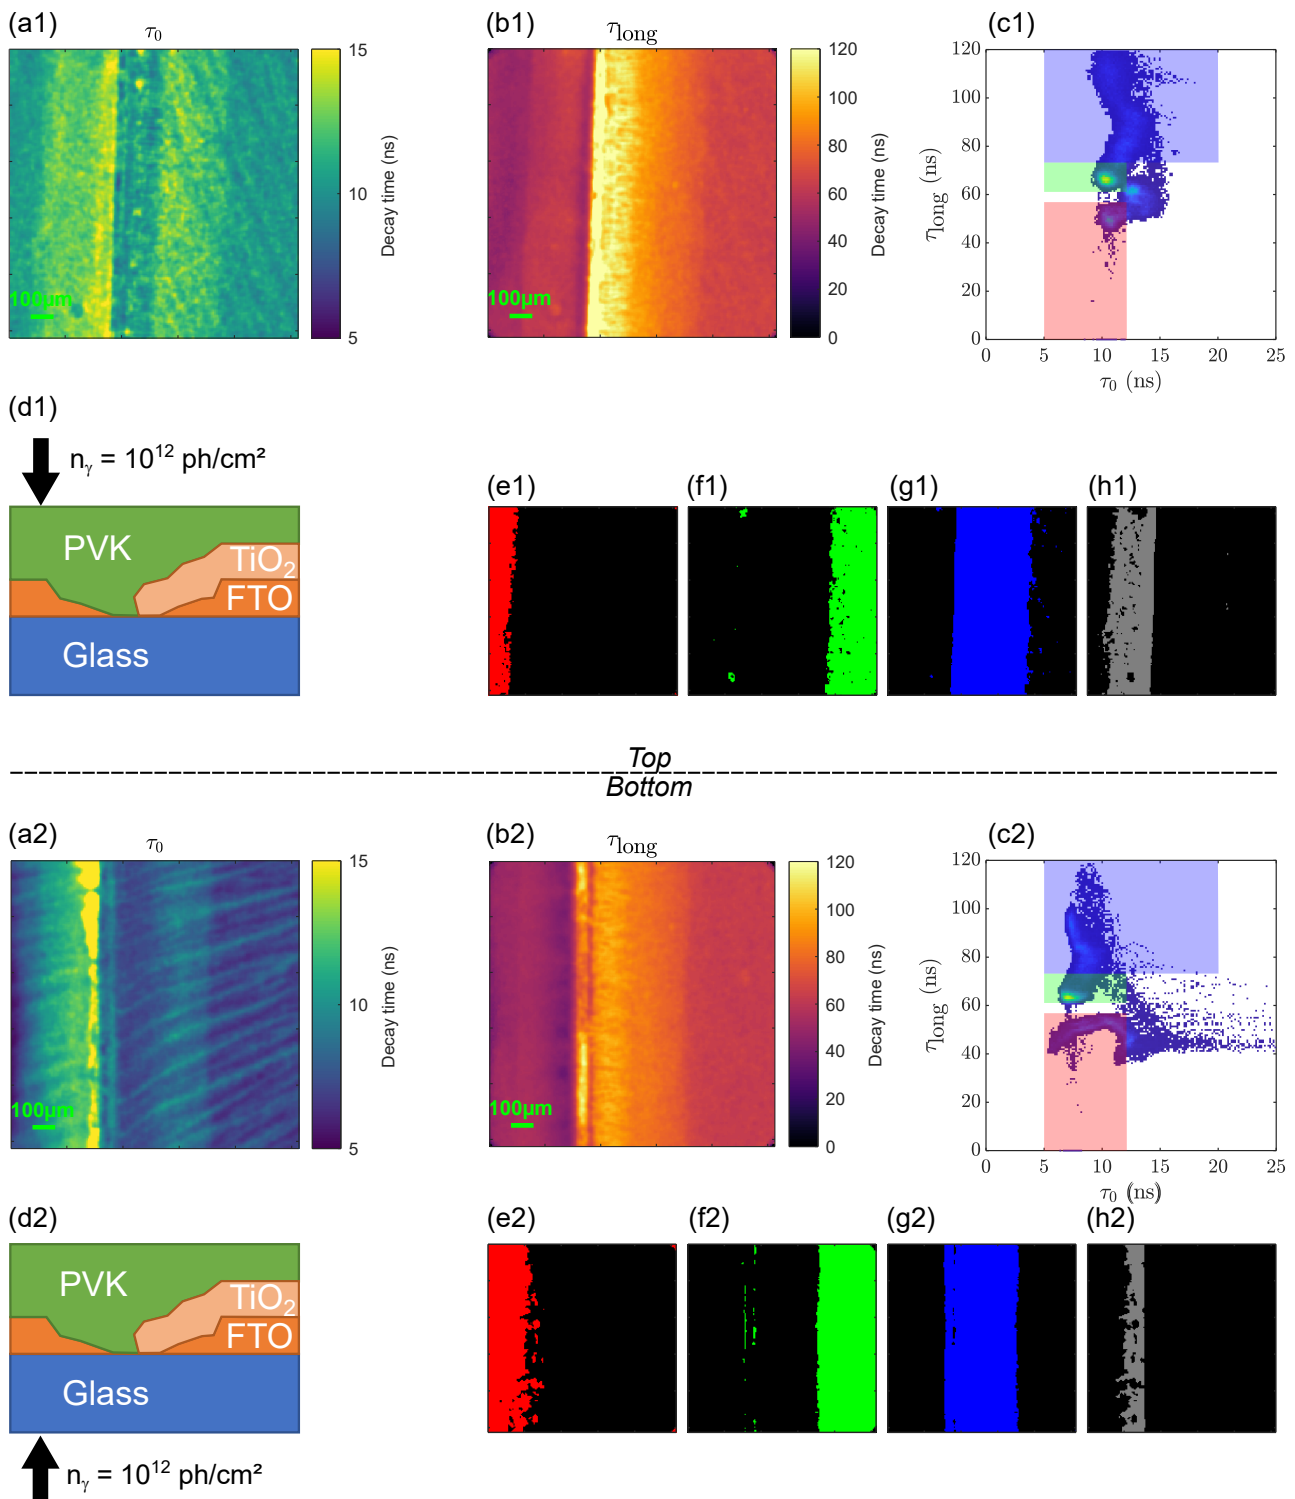 (a1)
τ0
15
10
5
Decay time (ns)
100μm
(b1)
τlong
120
100
80
60
40
20
0
Decay time (ns)
100μm
(c1)
120
100
80
60
40
20
0
τlong (ns)
0 5 10 15 20 25
τ0 (ns)
(d1)
nγ = 10¹² ph/cm²
PVK
TiO₂
FTO
Glass
(e1)
(f1)
(g1)
(h1)
Top
Bottom
(a2)
τ0
15
10
5
Decay time (ns)
100μm
(b2)
τlong
120
100
80
60
40
20
0
Decay time (ns)
100μm
(c2)
120
100
80
60
40
20
0
τlong (ns)
0 5 10 15 20 25
τ0 (ns)
(d2)
PVK
TiO₂
FTO
Glass
nγ = 10¹² ph/cm²
(e2)
(f2)
(g2)
(h2)